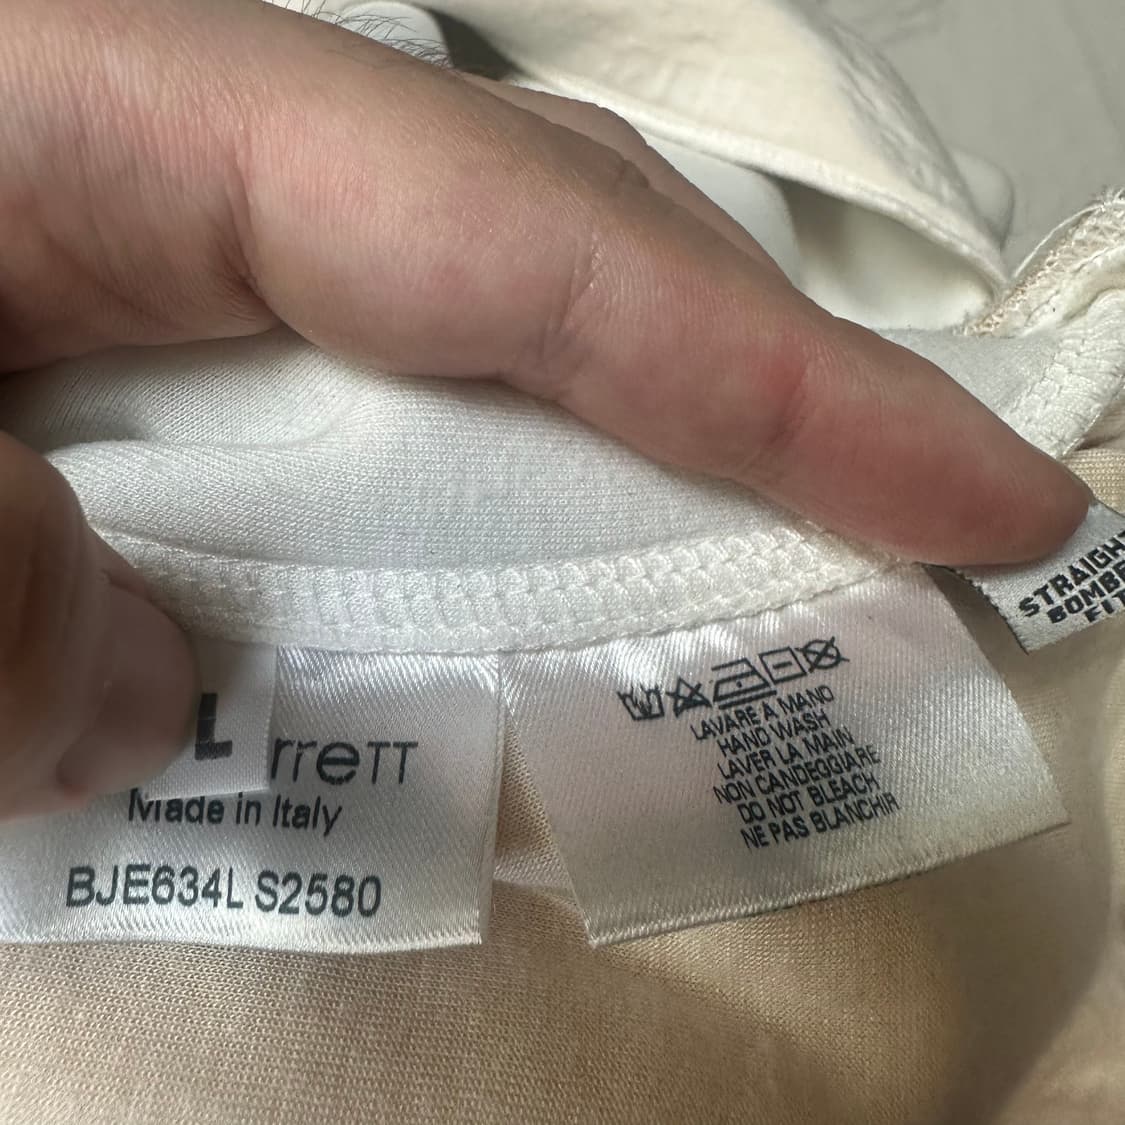 L
rreTT
Made in Italy
BJE634L S2580
LAVARE A MANO
HAND WASH
LAVER LA MAIN
NON CANDEGGIARE
DO NOT BLEACH
NE PAS BLANCHIR
STRAIGHT
BOMBE
FIT